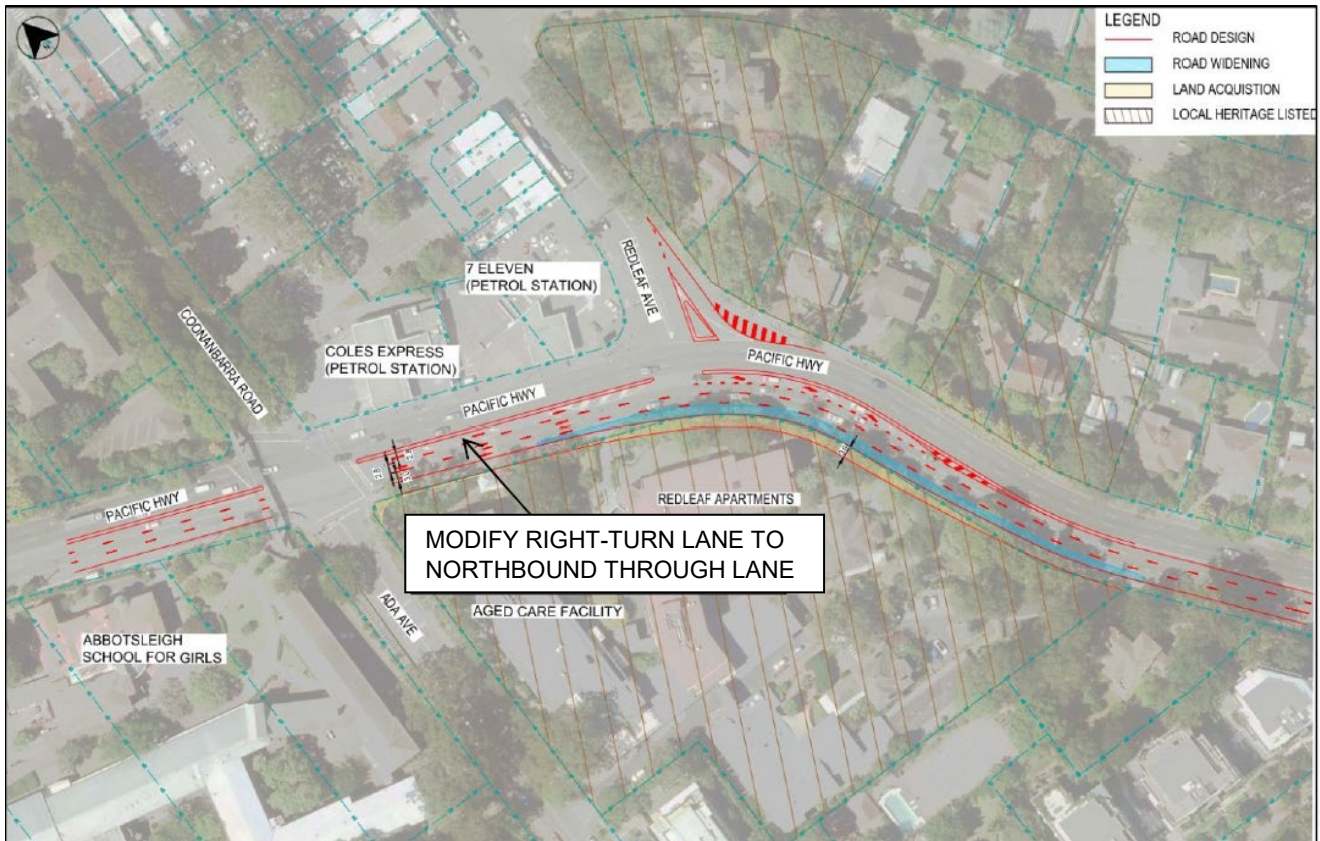 LEGEND
ROAD DESIGN
ROAD WIDENING
LAND ACQUISTION
LOCAL HERITAGE LISTED
7 ELEVEN
(PETROL STATION)
REDLEAF AVE
COONANBARRA ROAD
COLES EXPRESS
(PETROL STATION)
PACIFIC HWY
PACIFIC HWY
PACIFIC HWY
REDLEAF APARTMENTS
MODIFY RIGHT-TURN LANE TO
NORTHBOUND THROUGH LANE
ADA AVE
AGED CARE FACILITY
ABBOTSLEIGH
SCHOOL FOR GIRLS